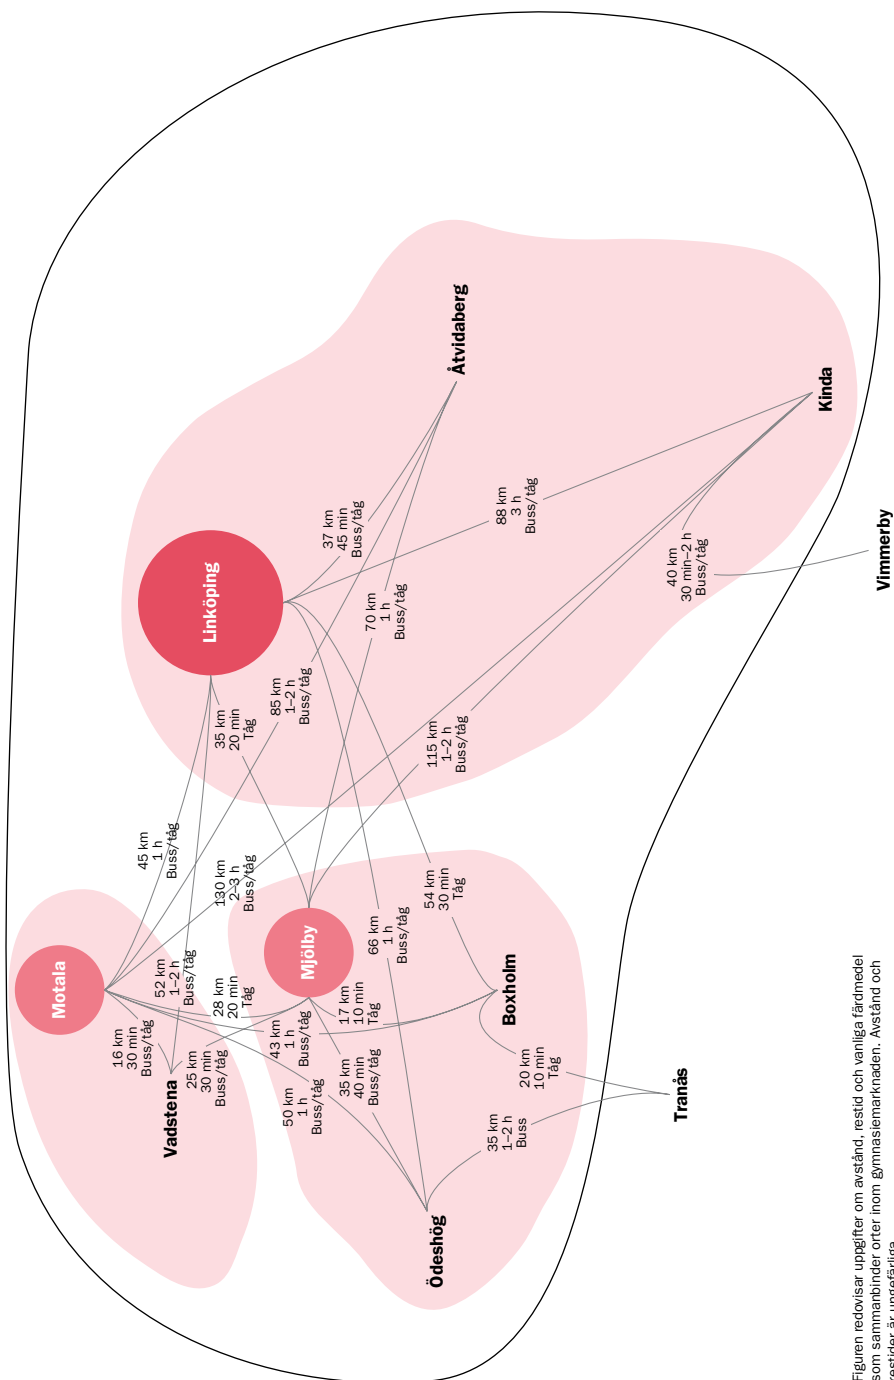 Motala
16 km
30 min
Buss/tåg
45 km
1 h
Buss/tåg
Vadstena
52 km
1–2 h
Buss/tåg
25 km
30 min
Buss/tåg
28 km
20 min
Tåg
130 km
2–3 h
Buss/tåg
35 km
20 min
Tåg
Linköping
43 km
1 h
Buss/tåg
85 km
1–2 h
Buss/tåg
50 km
1 h
Buss/tåg
Mjölby
37 km
45 min
Buss/tåg
35 km
40 min
Buss/tåg
17 km
10 min
Tåg
66 km
1 h
Buss/tåg
70 km
1 h
Buss/tåg
Ödeshög
54 km
30 min
Tåg
115 km
1–2 h
Buss/tåg
Åtvidaberg
35 km
1–2 h
Buss
Boxholm
88 km
3 h
Buss/tåg
20 km
10 min
Tåg
Tranås
40 km
30 min–2 h
Buss/tåg
Kinda
Vimmerby
Figuren redovisar uppgifter om avstånd, restid och vanliga färdmedel
som sammanbinder orter inom gymnasiemarknaden. Avstånd och
restider är ungefärliga